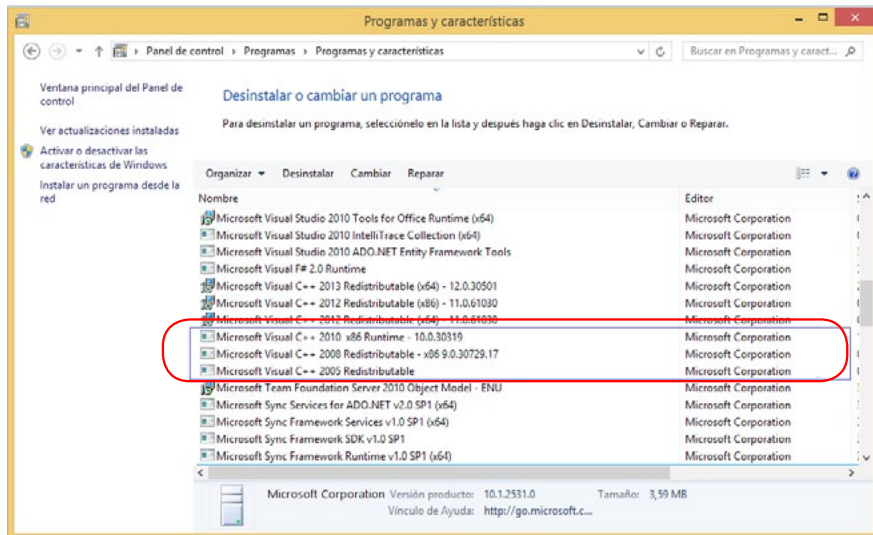 Programas y características
Panel de control Programas Programas y características
Buscar en Programas y caract...
Ventana principal del Panel de
control
Ver actualizaciones instaladas
Activar o desactivar las
características de Windows
Instalar un programa desde la
red
Desinstalar o cambiar un programa
Para desinstalar un programa, selecciónelo en la lista y después haga clic en Desinstalar, Cambiar o Reparar.
Organizar Desinstalar Cambiar Reparar
Nombre Editor
Microsoft Visual Studio 2010 Tools for Office Runtime (x64) Microsoft Corporation
Microsoft Visual Studio 2010 IntelliTrace Collection (x64) Microsoft Corporation
Microsoft Visual Studio 2010 ADO.NET Entity Framework Tools Microsoft Corporation
Microsoft Visual F# 2.0 Runtime Microsoft Corporation
Microsoft Visual C++ 2013 Redistributable (x64) - 12.0.30501 Microsoft Corporation
Microsoft Visual C++ 2012 Redistributable (x86) - 11.0.61030 Microsoft Corporation
Microsoft Visual C++ 2012 Redistributable (x64) - 11.0.61030 Microsoft Corporation
Microsoft Visual C++ 2010 x86 Runtime - 10.0.30319 Microsoft Corporation
Microsoft Visual C++ 2008 Redistributable - x86 9.0.30729.17 Microsoft Corporation
Microsoft Visual C++ 2005 Redistributable Microsoft Corporation
Microsoft Team Foundation Server 2010 Object Model - ENU Microsoft Corporation
Microsoft Sync Services for ADO.NET v2.0 SP1 (x64) Microsoft Corporation
Microsoft Sync Framework Services v1.0 SP1 (x64) Microsoft Corporation
Microsoft Sync Framework SDK v1.0 SP1 Microsoft Corporation
Microsoft Sync Framework Runtime v1.0 SP1 (x64) Microsoft Corporation
Microsoft Corporation Versión producto: 10.1.2531.0 Tamaño: 3,59 MB
Vínculo de Ayuda: http://go.microsoft.c...